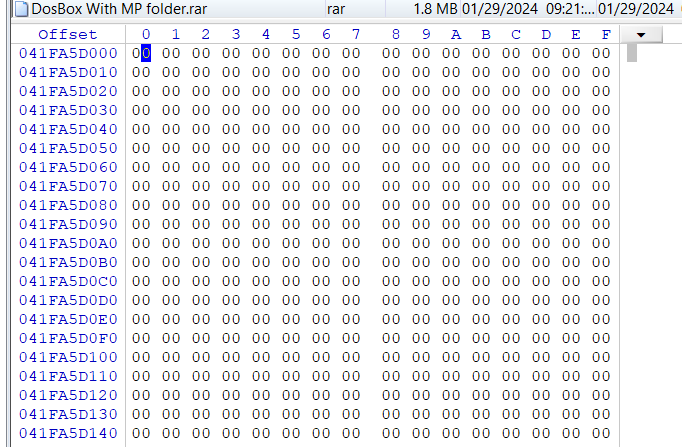 DosBox With MP folder.rar rar 1.8 MB 01/29/2024 09:21:... 01/29/2024
Offset 0 1 2 3 4 5 6 7 8 9 A B C D E F
041FA5D000 00 00 00 00 00 00 00 00 00 00 00 00 00 00 00 00
041FA5D010 00 00 00 00 00 00 00 00 00 00 00 00 00 00 00 00
041FA5D020 00 00 00 00 00 00 00 00 00 00 00 00 00 00 00 00
041FA5D030 00 00 00 00 00 00 00 00 00 00 00 00 00 00 00 00
041FA5D040 00 00 00 00 00 00 00 00 00 00 00 00 00 00 00 00
041FA5D050 00 00 00 00 00 00 00 00 00 00 00 00 00 00 00 00
041FA5D060 00 00 00 00 00 00 00 00 00 00 00 00 00 00 00 00
041FA5D070 00 00 00 00 00 00 00 00 00 00 00 00 00 00 00 00
041FA5D080 00 00 00 00 00 00 00 00 00 00 00 00 00 00 00 00
041FA5D090 00 00 00 00 00 00 00 00 00 00 00 00 00 00 00 00
041FA5D0A0 00 00 00 00 00 00 00 00 00 00 00 00 00 00 00 00
041FA5D0B0 00 00 00 00 00 00 00 00 00 00 00 00 00 00 00 00
041FA5D0C0 00 00 00 00 00 00 00 00 00 00 00 00 00 00 00 00
041FA5D0D0 00 00 00 00 00 00 00 00 00 00 00 00 00 00 00 00
041FA5D0E0 00 00 00 00 00 00 00 00 00 00 00 00 00 00 00 00
041FA5D0F0 00 00 00 00 00 00 00 00 00 00 00 00 00 00 00 00
041FA5D100 00 00 00 00 00 00 00 00 00 00 00 00 00 00 00 00
041FA5D110 00 00 00 00 00 00 00 00 00 00 00 00 00 00 00 00
041FA5D120 00 00 00 00 00 00 00 00 00 00 00 00 00 00 00 00
041FA5D130 00 00 00 00 00 00 00 00 00 00 00 00 00 00 00 00
041FA5D140 00 00 00 00 00 00 00 00 00 00 00 00 00 00 00 00